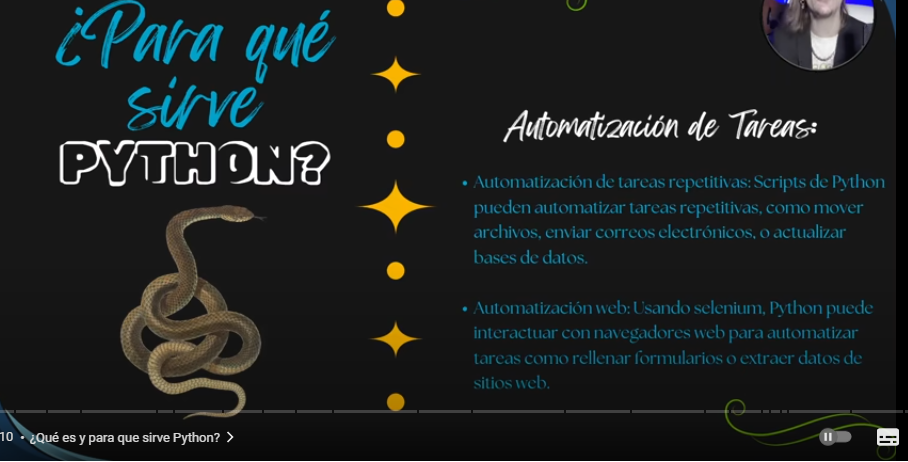 ¿Para qué
sirve
PYTHON?
Automatización de Tareas:
• Automatización de tareas repetitivas: Scripts de Python
pueden automatizar tareas repetitivas, como mover
archivos, enviar correos electrónicos, o actualizar
bases de datos.
• Automatización web: Usando selenium, Python puede
interactuar con navegadores web para automatizar
tareas como rellenar formularios o extraer datos de
sitios web.
10 • ¿Qué es y para que sirve Python?